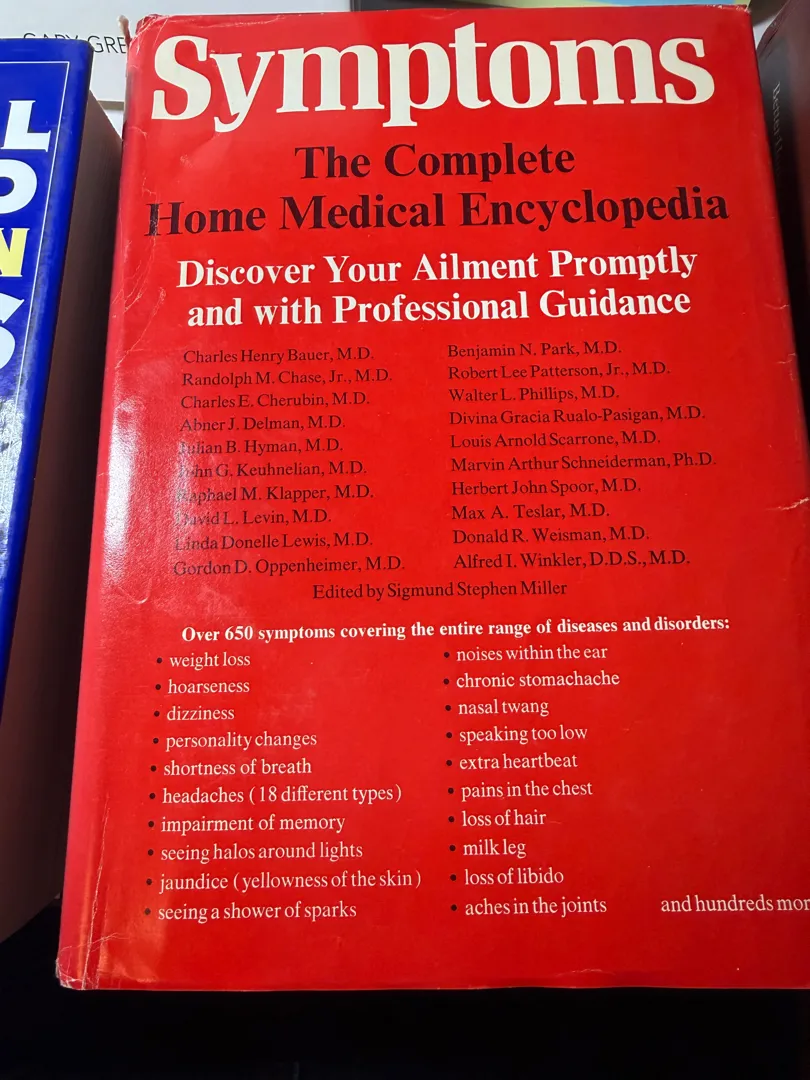 GARY GRE
L
O
N
S
Symptoms
The Complete
Home Medical Encyclopedia
Discover Your Ailment Promptly
and with Professional Guidance
Charles Henry Bauer, M.D.
Randolph M. Chase, Jr., M.D.
Charles E. Cherubin, M.D.
Abner J. Delman, M.D.
Julian B. Hyman, M.D.
John G. Keuhnelian, M.D.
Raphael M. Klapper, M.D.
David L. Levin, M.D.
Linda Donelle Lewis, M.D.
Gordon D. Oppenheimer, M.D.
Benjamin N. Park, M.D.
Robert Lee Patterson, Jr., M.D.
Walter L. Phillips, M.D.
Divina Gracia Rualo-Pasigan, M.D.
Louis Arnold Scarrone, M.D.
Marvin Arthur Schneiderman, Ph.D.
Herbert John Spoor, M.D.
Max A. Teslar, M.D.
Donald R. Weisman, M.D.
Alfred I. Winkler, D.D.S., M.D.
Edited by Sigmund Stephen Miller
Over 650 symptoms covering the entire range of diseases and disorders:
• weight loss
• hoarseness
• dizziness
• personality changes
• shortness of breath
• headaches (18 different types)
• impairment of memory
• seeing halos around lights
• jaundice (yellowness of the skin)
• seeing a shower of sparks
• noises within the ear
• chronic stomachache
• nasal twang
• speaking too low
• extra heartbeat
• pains in the chest
• loss of hair
• milk leg
• loss of libido
• aches in the joints
and hundreds mor